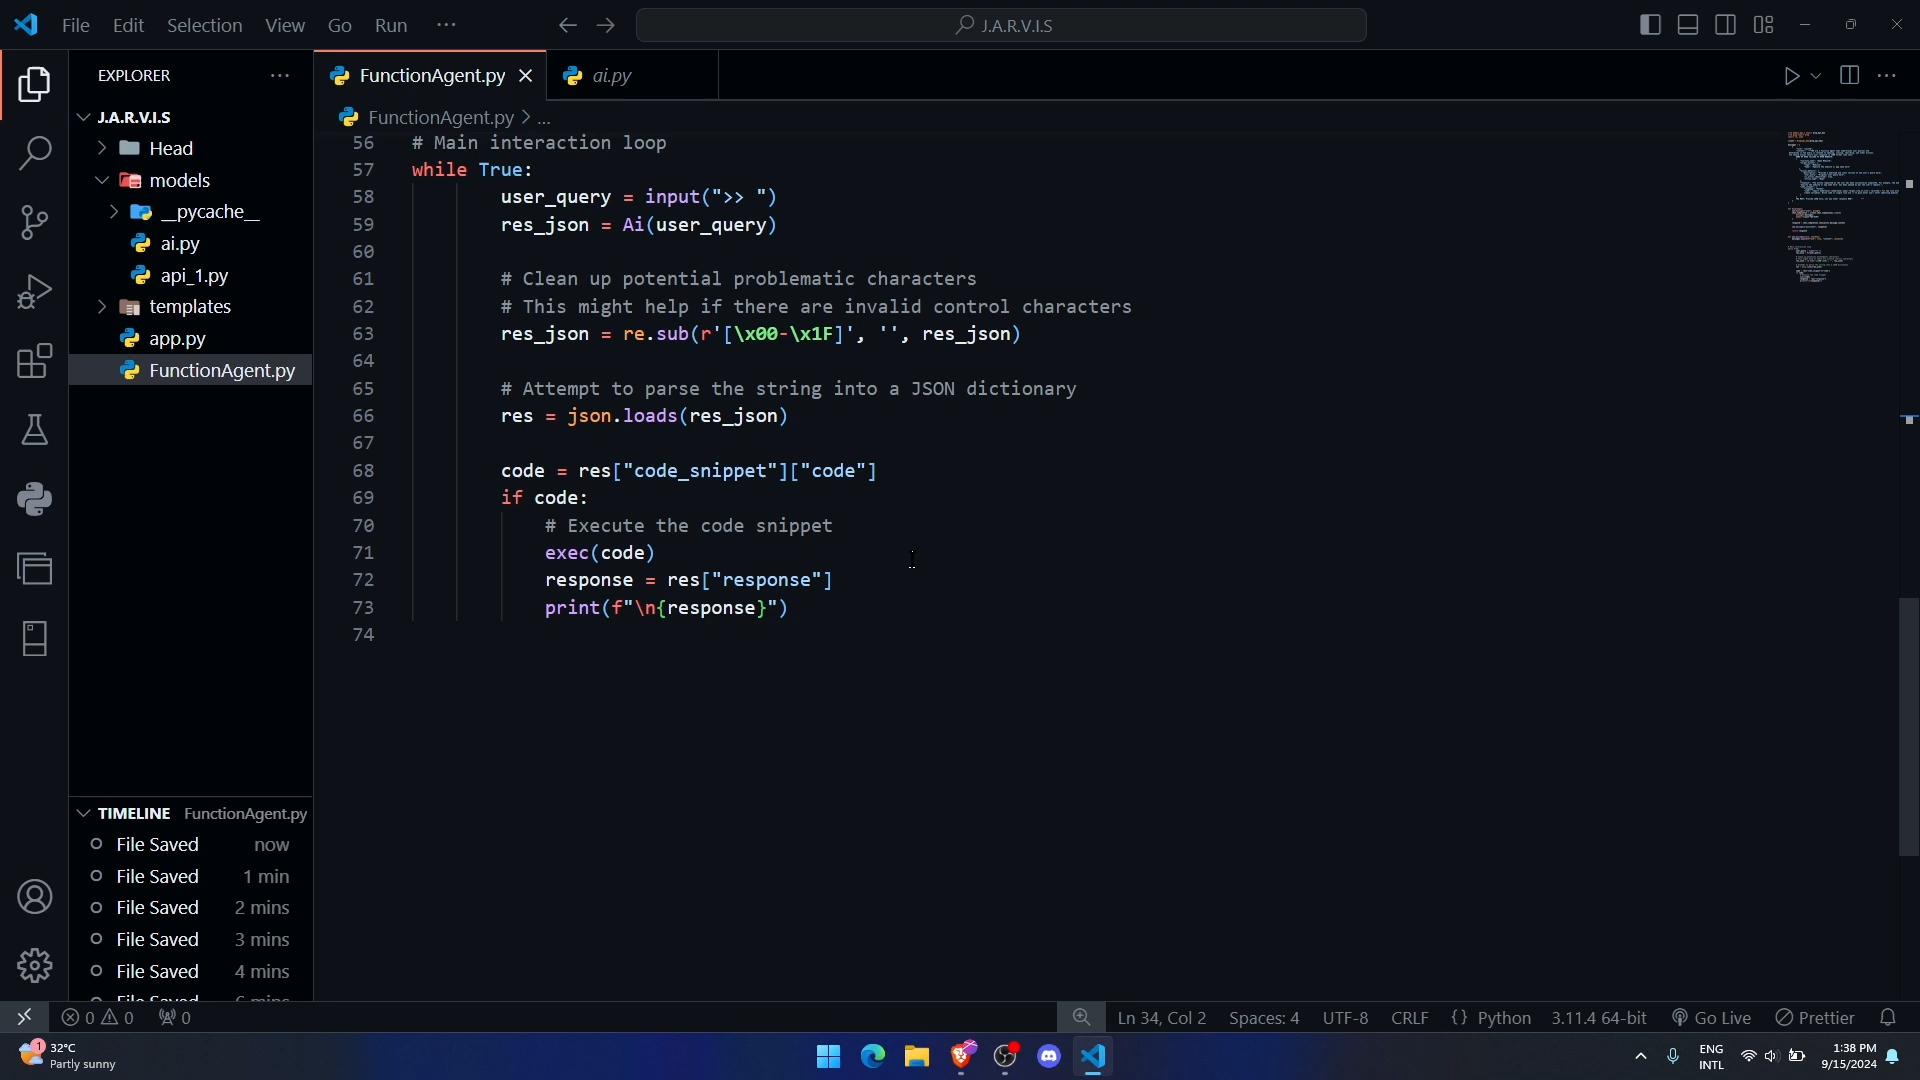 File Edit Selection View Go Run ···
J.A.R.V.I.S
EXPLORER ···
FunctionAgent.py
ai.py
FunctionAgent.py > ...
J.A.R.V.I.S
Head
models
__pycache__
ai.py
api_1.py
templates
app.py
FunctionAgent.py
56 # Main interaction loop
57 while True:
58 user_query = input(">> ")
59 res_json = Ai(user_query)
60
61 # Clean up potential problematic characters
62 # This might help if there are invalid control characters
63 res_json = re.sub(r'[\x00-\x1F]', '', res_json)
64
65 # Attempt to parse the string into a JSON dictionary
66 res = json.loads(res_json)
67
68 code = res["code_snippet"]["code"]
69 if code:
70 # Execute the code snippet
71 exec(code)
72 response = res["response"]
73 print(f"\n{response}")
74
TIMELINE FunctionAgent.py
File Saved now
File Saved 1 min
File Saved 2 mins
File Saved 3 mins
File Saved 4 mins
0 0 0
Ln 34, Col 2 Spaces: 4 UTF-8 CRLF {} Python 3.11.4 64-bit Go Live Prettier
1
32°C
Partly sunny
ENG
INTL
1:38 PM
9/15/2024